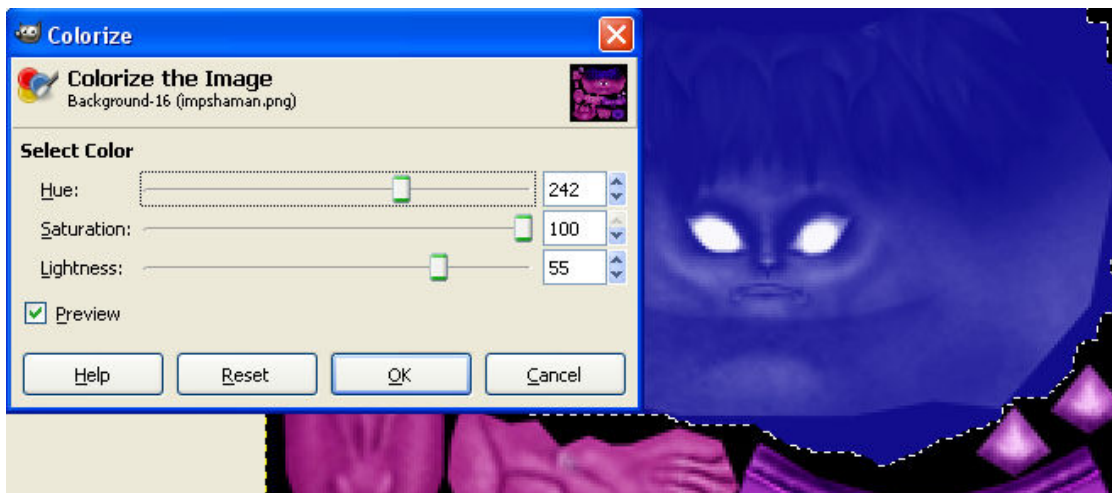 Colorize
Colorize the Image
Background-16 (impshaman.png)
Select Color
Hue: 242
Saturation: 100
Lightness: 55
Preview
Help Reset OK Cancel